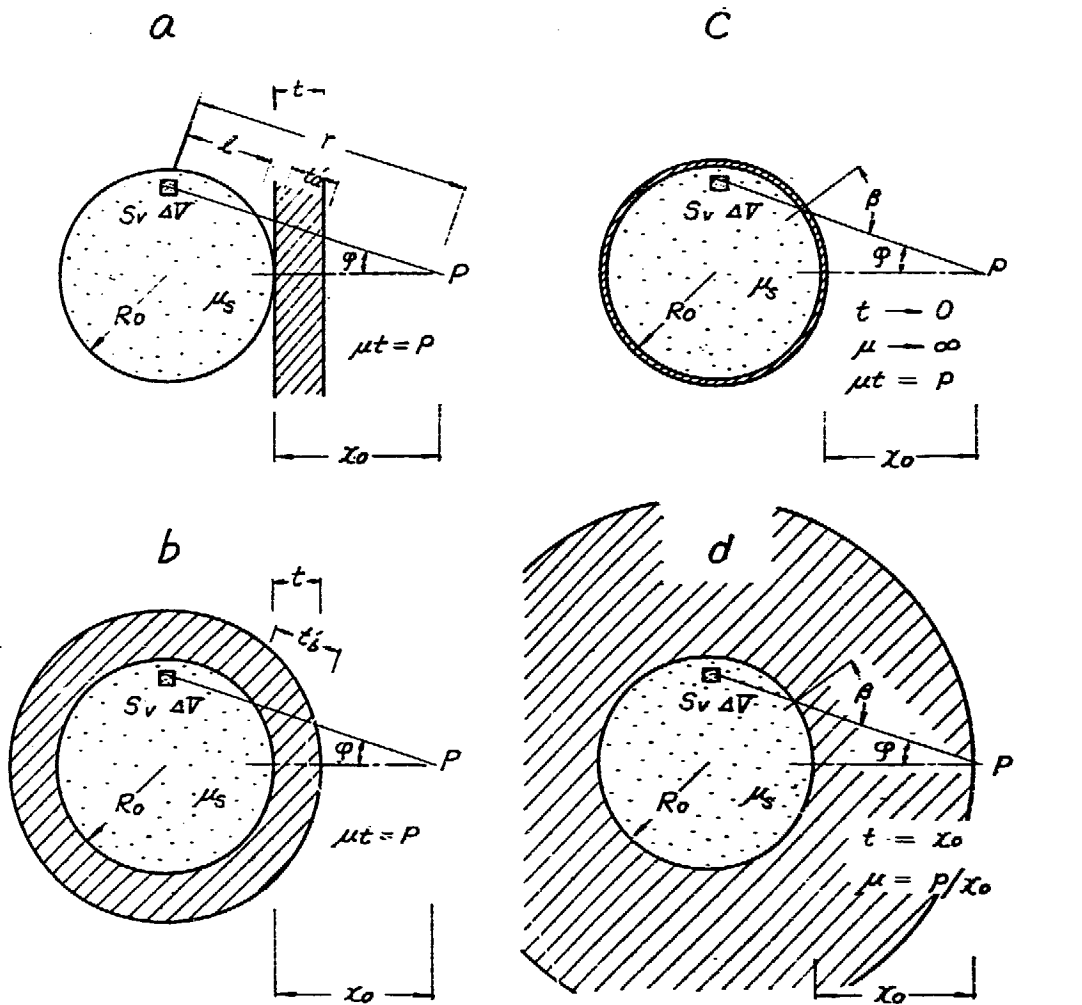 a
t
r
l
Sv ΔV
φ
P
Ro
μs
μt = p
xo
c
β
Sv ΔV
φ
P
Ro
μs
t → 0
μ → ∞
μt = p
xo
b
t
t'b
Sv ΔV
φ
P
Ro
μs
μt = p
xo
d
β
Sv ΔV
φ
P
Ro
μs
t = xo
μ = p/xo
xo